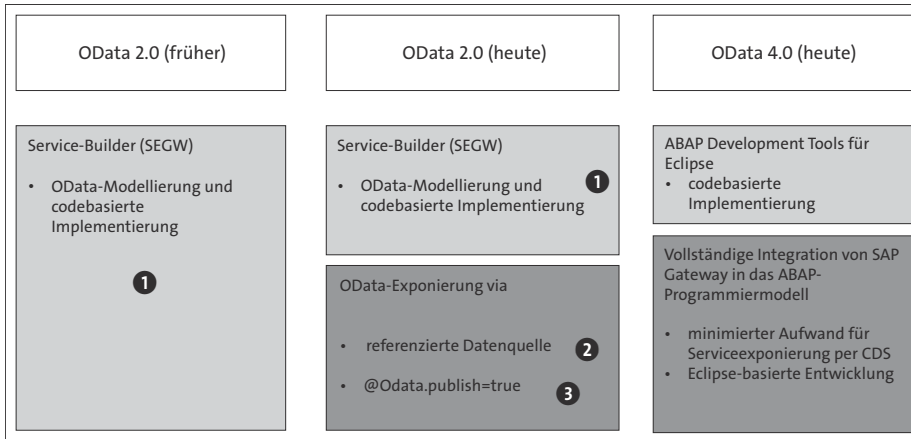 OData 2.0 (früher)
OData 2.0 (heute)
OData 4.0 (heute)
Service-Builder (SEGW)
• OData-Modellierung und
codebasierte
Implementierung
1
Service-Builder (SEGW)
• OData-Modellierung und
codebasierte Implementierung
1
OData-Exponierung via
• referenzierte Datenquelle
2
• @Odata.publish=true
3
ABAP Development Tools für
Eclipse
• codebasierte
Implementierung
Vollständige Integration von SAP
Gateway in das ABAP-
Programmiermodell
• minimierter Aufwand für
Serviceexponierung per CDS
• Eclipse-basierte Entwicklung